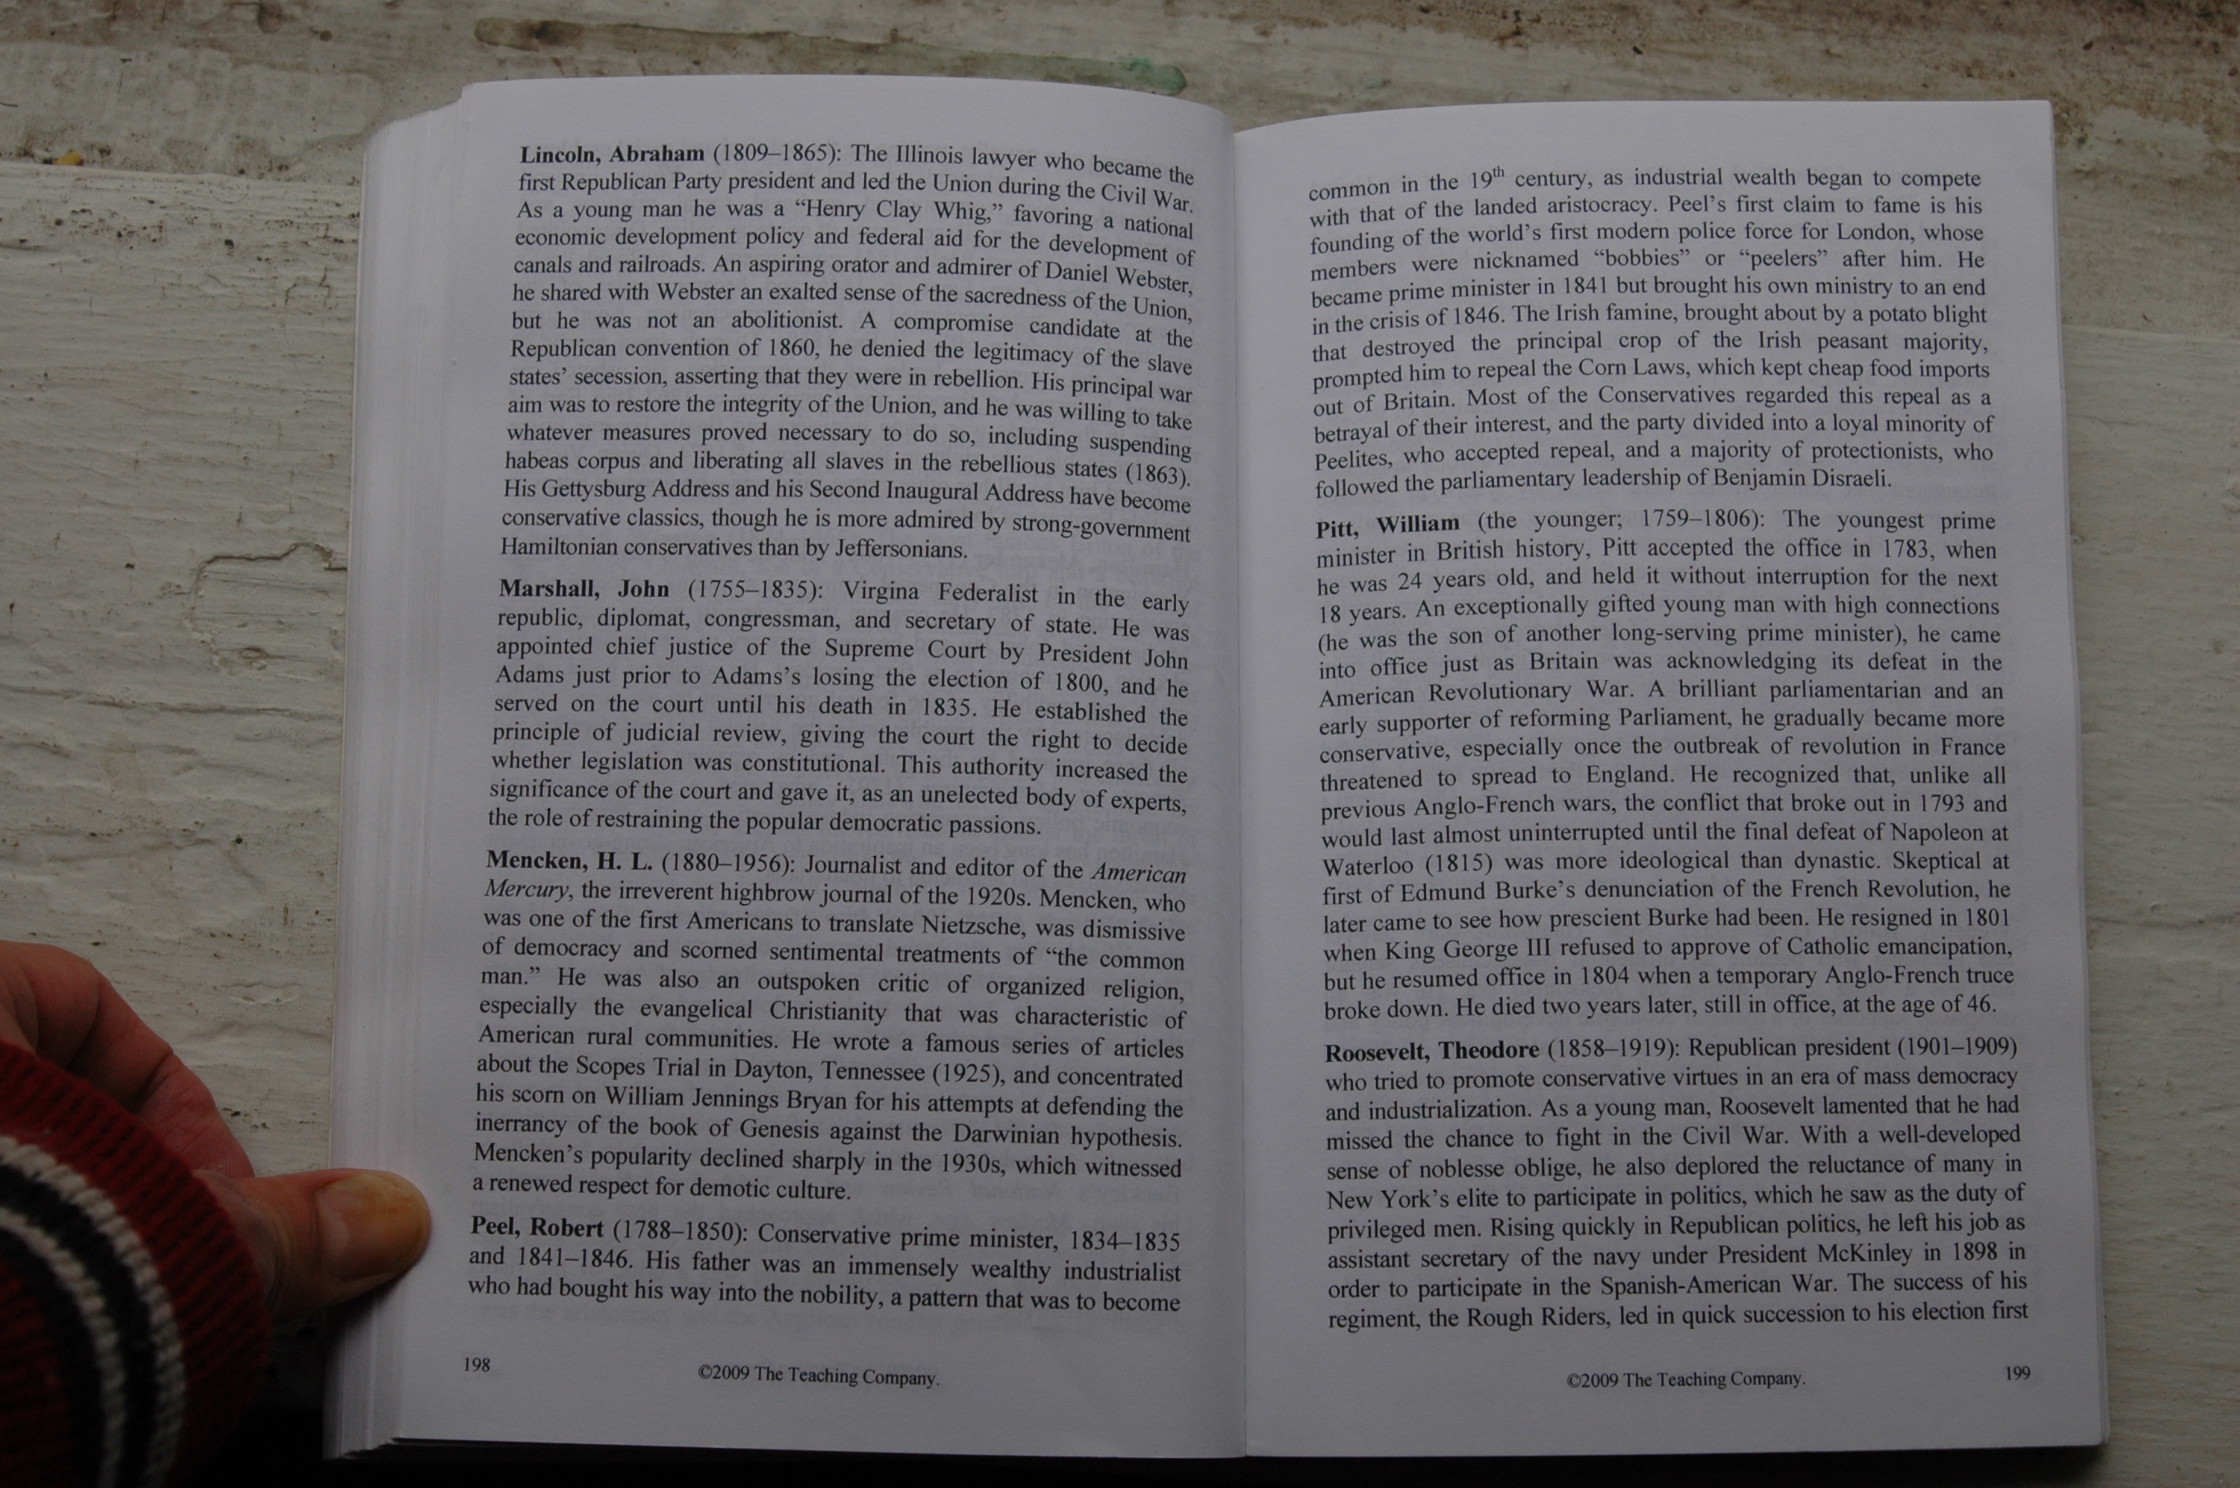 Lincoln, Abraham (1809–1865): The Illinois lawyer who became the
first Republican Party president and led the Union during the Civil War.
As a young man he was a “Henry Clay Whig,” favoring a national
economic development policy and federal aid for the development of
canals and railroads. An aspiring orator and admirer of Daniel Webster,
he shared with Webster an exalted sense of the sacredness of the Union,
but he was not an abolitionist. A compromise candidate at the
Republican convention of 1860, he denied the legitimacy of the slave
states’ secession, asserting that they were in rebellion. His principal war
aim was to restore the integrity of the Union, and he was willing to take
whatever measures proved necessary to do so, including suspending
habeas corpus and liberating all slaves in the rebellious states (1863).
His Gettysburg Address and his Second Inaugural Address have become
conservative classics, though he is more admired by strong-government
Hamiltonian conservatives than by Jeffersonians.
Marshall, John (1755–1835): Virgina Federalist in the early
republic, diplomat, congressman, and secretary of state. He was
appointed chief justice of the Supreme Court by President John
Adams just prior to Adams’s losing the election of 1800, and he
served on the court until his death in 1835. He established the
principle of judicial review, giving the court the right to decide
whether legislation was constitutional. This authority increased the
significance of the court and gave it, as an unelected body of experts,
the role of restraining the popular democratic passions.
Mencken, H. L. (1880–1956): Journalist and editor of the American
Mercury, the irreverent highbrow journal of the 1920s. Mencken, who
was one of the first Americans to translate Nietzsche, was dismissive
of democracy and scorned sentimental treatments of “the common
man.” He was also an outspoken critic of organized religion,
especially the evangelical Christianity that was characteristic of
American rural communities. He wrote a famous series of articles
about the Scopes Trial in Dayton, Tennessee (1925), and concentrated
his scorn on William Jennings Bryan for his attempts at defending the
inerrancy of the book of Genesis against the Darwinian hypothesis.
Mencken’s popularity declined sharply in the 1930s, which witnessed
a renewed respect for demotic culture.
Peel, Robert (1788–1850): Conservative prime minister, 1834–1835
and 1841–1846. His father was an immensely wealthy industrialist
who had bought his way into the nobility, a pattern that was to become
198
©2009 The Teaching Company.
common in the 19th century, as industrial wealth began to compete
with that of the landed aristocracy. Peel’s first claim to fame is his
founding of the world’s first modern police force for London, whose
members were nicknamed “bobbies” or “peelers” after him. He
became prime minister in 1841 but brought his own ministry to an end
in the crisis of 1846. The Irish famine, brought about by a potato blight
that destroyed the principal crop of the Irish peasant majority,
prompted him to repeal the Corn Laws, which kept cheap food imports
out of Britain. Most of the Conservatives regarded this repeal as a
betrayal of their interest, and the party divided into a loyal minority of
Peelites, who accepted repeal, and a majority of protectionists, who
followed the parliamentary leadership of Benjamin Disraeli.
Pitt, William (the younger; 1759–1806): The youngest prime
minister in British history, Pitt accepted the office in 1783, when
he was 24 years old, and held it without interruption for the next
18 years. An exceptionally gifted young man with high connections
(he was the son of another long-serving prime minister), he came
into office just as Britain was acknowledging its defeat in the
American Revolutionary War. A brilliant parliamentarian and an
early supporter of reforming Parliament, he gradually became more
conservative, especially once the outbreak of revolution in France
threatened to spread to England. He recognized that, unlike all
previous Anglo-French wars, the conflict that broke out in 1793 and
would last almost uninterrupted until the final defeat of Napoleon at
Waterloo (1815) was more ideological than dynastic. Skeptical at
first of Edmund Burke’s denunciation of the French Revolution, he
later came to see how prescient Burke had been. He resigned in 1801
when King George III refused to approve of Catholic emancipation,
but he resumed office in 1804 when a temporary Anglo-French truce
broke down. He died two years later, still in office, at the age of 46.
Roosevelt, Theodore (1858–1919): Republican president (1901–1909)
who tried to promote conservative virtues in an era of mass democracy
and industrialization. As a young man, Roosevelt lamented that he had
missed the chance to fight in the Civil War. With a well-developed
sense of noblesse oblige, he also deplored the reluctance of many in
New York’s elite to participate in politics, which he saw as the duty of
privileged men. Rising quickly in Republican politics, he left his job as
assistant secretary of the navy under President McKinley in 1898 in
order to participate in the Spanish-American War. The success of his
regiment, the Rough Riders, led in quick succession to his election first
©2009 The Teaching Company.
199